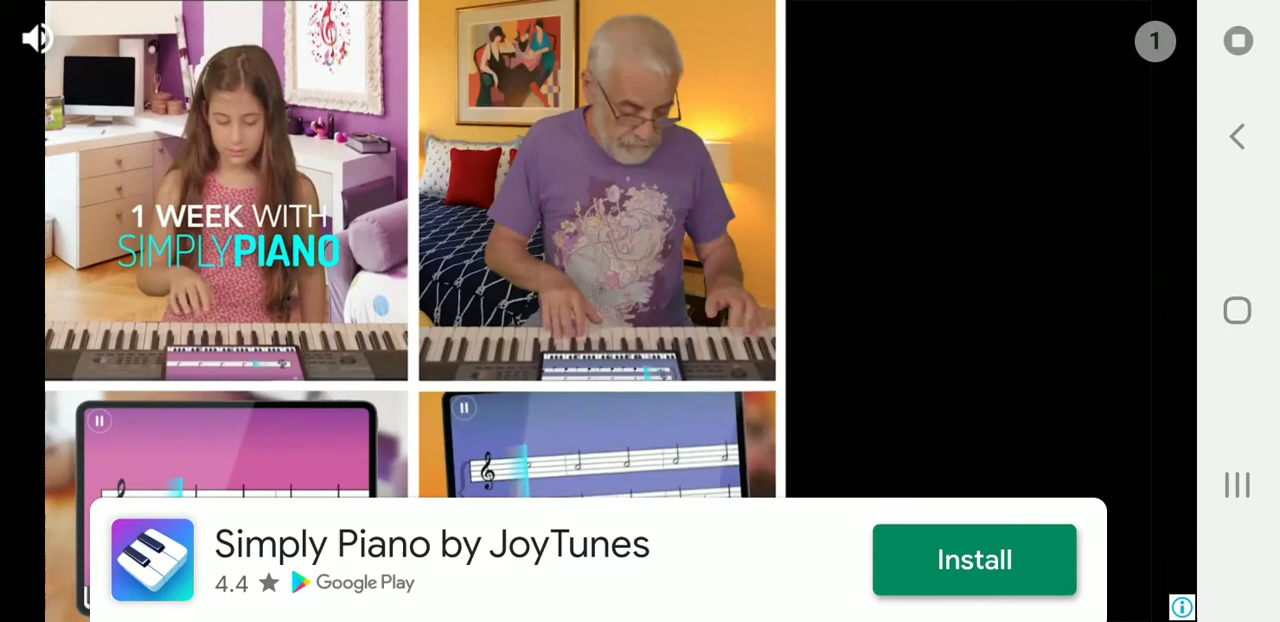 1
1 WEEK WITH
SIMPLYPIANO
Simply Piano by JoyTunes
4.4 ★ Google Play
Install